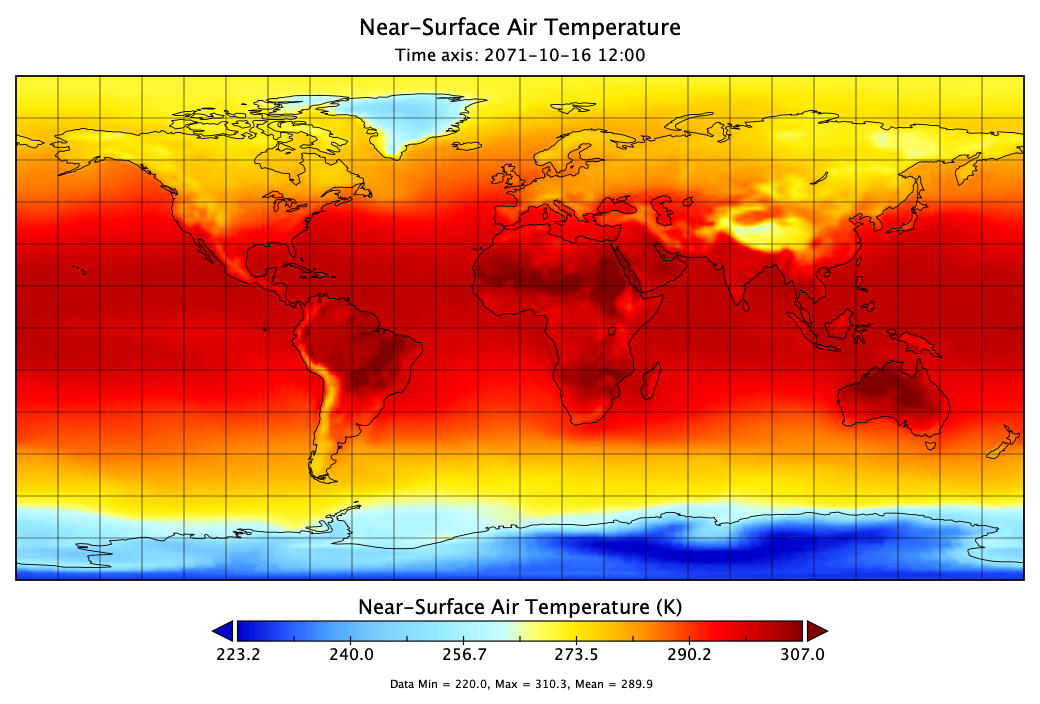 Near-Surface Air Temperature
Time axis: 2071-10-16 12:00
Near-Surface Air Temperature (K)
223.2 240.0 256.7 273.5 290.2 307.0
Data Min = 220.0, Max = 310.3, Mean = 289.9